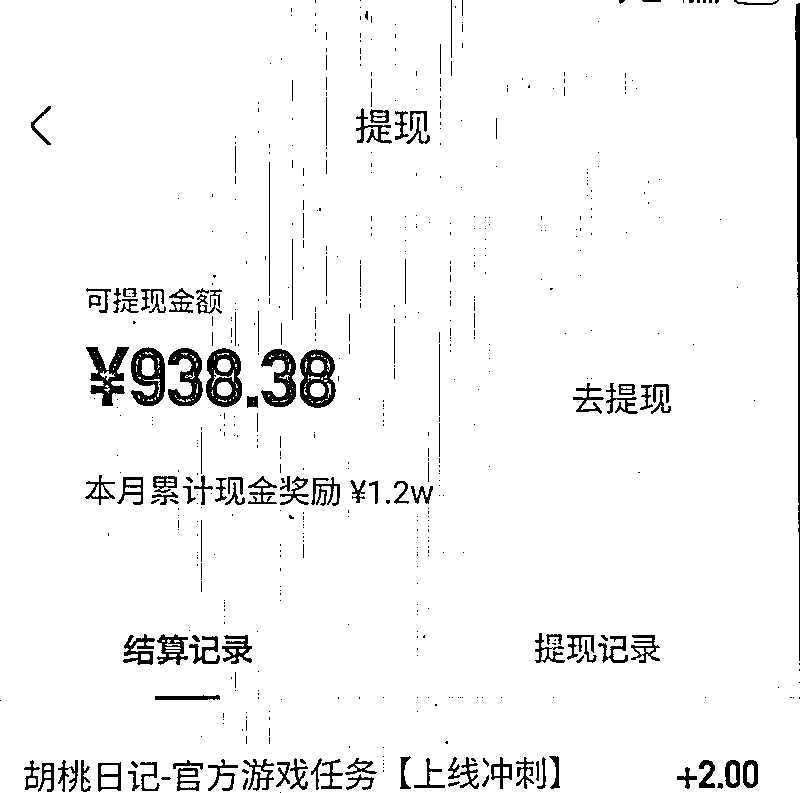 提现
可提现金额
¥938.38
去提现
本月累计现金奖励 ¥1.2w
结算记录
提现记录
胡桃日记-官方游戏任务【上线冲刺】 +2.00